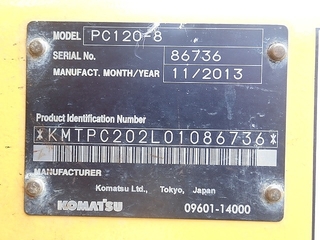 MODEL PC120-8
SERIAL No. 86736
MANUFACT. MONTH/YEAR 11/2013
Product Identification Number
*KMTPC202L01086736*
MANUFACTURER
Komatsu Ltd., Tokyo, Japan
KOMATSU 09601-14000